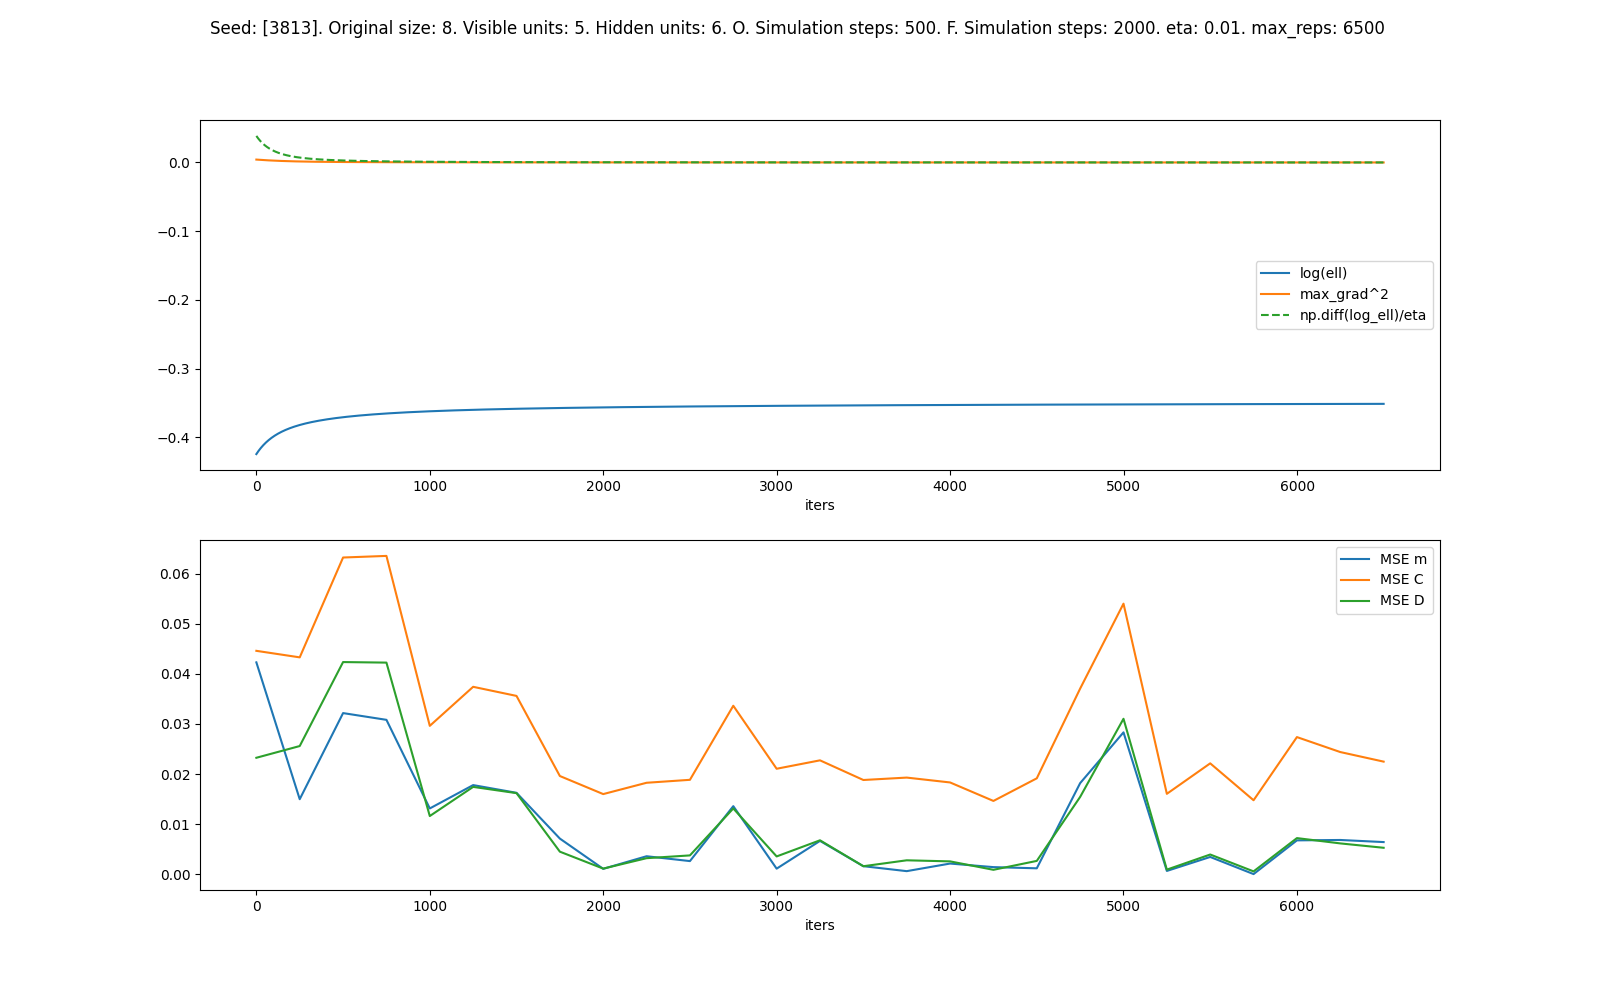 Seed: [3813]. Original size: 8. Visible units: 5. Hidden units: 6. O. Simulation steps: 500. F. Simulation steps: 2000. eta: 0.01. max_reps: 6500
0.0
−0.1
−0.2
−0.3
−0.4
log(ell)
max_grad^2
np.diff(log_ell)/eta
0 1000 2000 3000 4000 5000 6000
iters
0.06
0.05
0.04
0.03
0.02
0.01
0.00
MSE m
MSE C
MSE D
0 1000 2000 3000 4000 5000 6000
iters